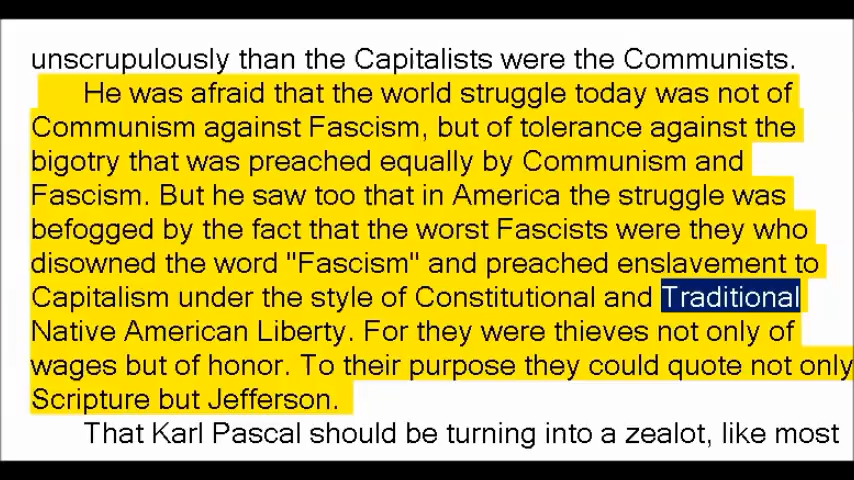 unscrupulously than the Capitalists were the Communists.
He was afraid that the world struggle today was not of
Communism against Fascism, but of tolerance against the
bigotry that was preached equally by Communism and
Fascism. But he saw too that in America the struggle was
befogged by the fact that the worst Fascists were they who
disowned the word "Fascism" and preached enslavement to
Capitalism under the style of Constitutional and Traditional
Native American Liberty. For they were thieves not only of
wages but of honor. To their purpose they could quote not only
Scripture but Jefferson.
That Karl Pascal should be turning into a zealot, like most